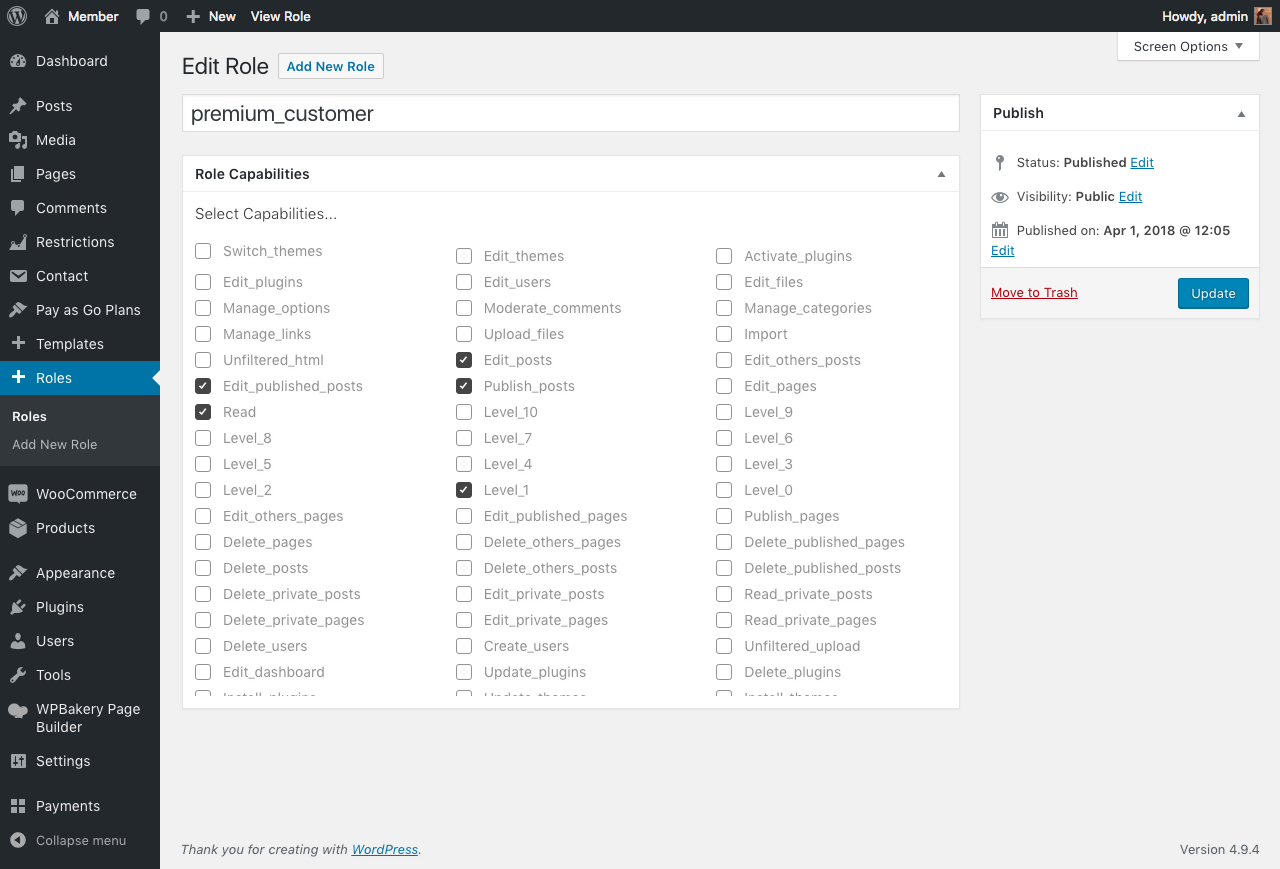 Member
0
New
View Role
Howdy, admin
Screen Options
Dashboard
Posts
Media
Pages
Comments
Restrictions
Contact
Pay as Go Plans
Templates
Roles
Roles
Add New Role
WooCommerce
Products
Appearance
Plugins
Users
Tools
WPBakery Page
Builder
Settings
Payments
Collapse menu
Edit Role
Add New Role
premium_customer
Role Capabilities
Select Capabilities...
Switch_themes
Edit_themes
Activate_plugins
Edit_plugins
Edit_users
Edit_files
Manage_options
Moderate_comments
Manage_categories
Manage_links
Upload_files
Import
Unfiltered_html
Edit_posts
Edit_others_posts
Edit_published_posts
Publish_posts
Edit_pages
Read
Level_10
Level_9
Level_8
Level_7
Level_6
Level_5
Level_4
Level_3
Level_2
Level_1
Level_0
Edit_others_pages
Edit_published_pages
Publish_pages
Delete_pages
Delete_others_pages
Delete_published_pages
Delete_posts
Delete_others_posts
Delete_published_posts
Delete_private_posts
Edit_private_posts
Read_private_posts
Delete_private_pages
Edit_private_pages
Read_private_pages
Delete_users
Create_users
Unfiltered_upload
Edit_dashboard
Update_plugins
Delete_plugins
Install_plugins
Update_themes
Install_themes
Publish
Status: Published Edit
Visibility: Public Edit
Published on: Apr 1, 2018 @ 12:05
Edit
Move to Trash
Update
Thank you for creating with WordPress.
Version 4.9.4